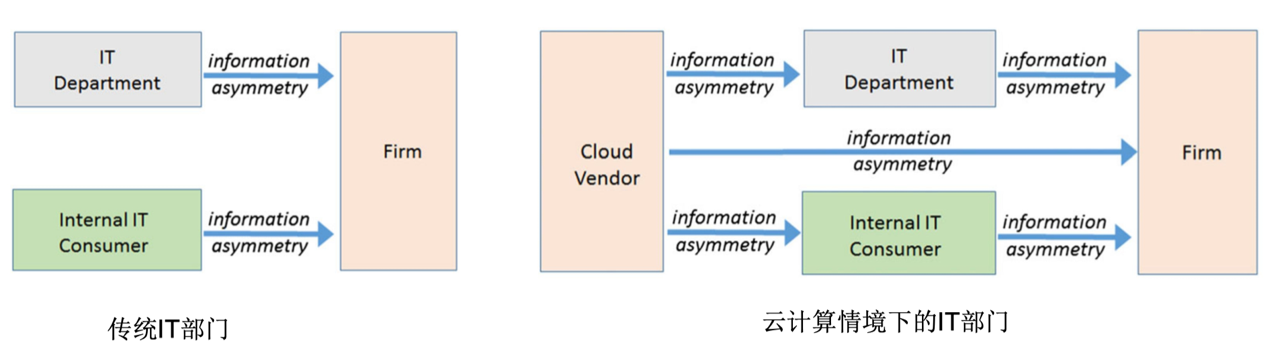 IT
Department
information
asymmetry
Firm
Internal IT
Consumer
information
asymmetry
传统IT部门
Cloud
Vendor
information
asymmetry
IT
Department
information
asymmetry
information
asymmetry
Firm
information
asymmetry
Internal IT
Consumer
information
asymmetry
云计算情境下的IT部门